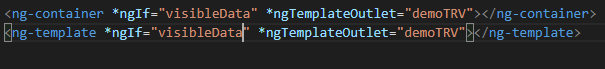 <ng-container *ngIf="visibleData" *ngTemplateOutlet="demoTRV"></ng-container>
<ng-template *ngIf="visibleData" *ngTemplateOutlet="demoTRV"></ng-template>